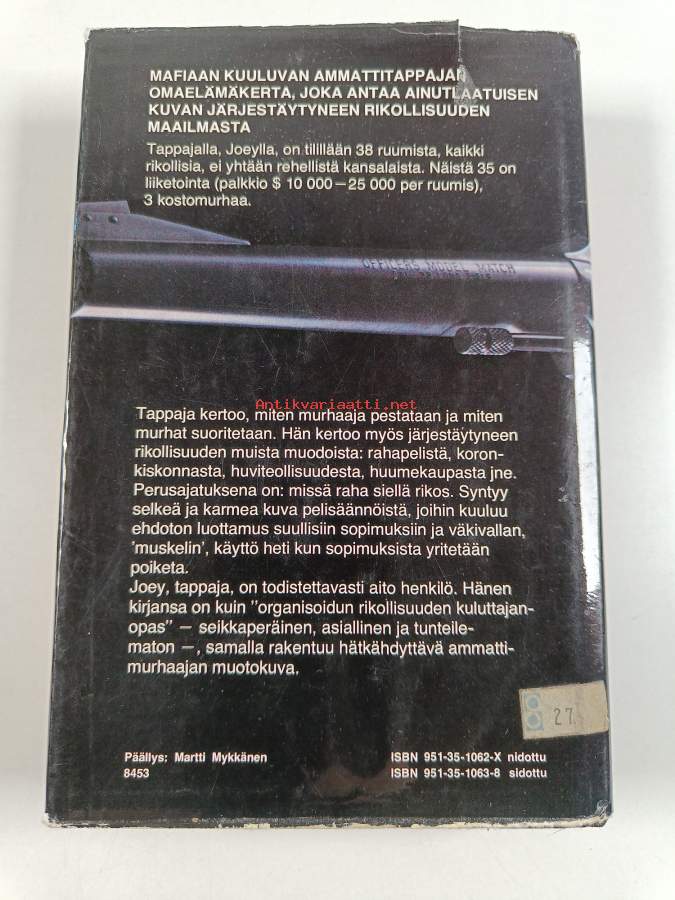 MAFIAAN KUULUVAN AMMATTITAPPAJAN
OMAELÄMÄKERTA, JOKA ANTAA AINUTLAATUISEN
KUVAN JÄRJESTÄYTYNEEN RIKOLLISUUDEN
MAAILMASTA
Tappajalla, Joeylla, on tilillään 38 ruumista, kaikki
rikollisia, ei yhtään rehellistä kansalaista. Näistä 35 on
liiketointa (palkkio $ 10 000—25 000 per ruumis),
3 kostomurhaa.
OFFICERS MODEL MATCH
Antikvariaatti.net
Tappaja kertoo, miten murhaaja pestataan ja miten
murhat suoritetaan. Hän kertoo myös järjestäytyneen
rikollisuuden muista muodoista: rahapelistä, koron-
kiskonnasta, huviteollisuudesta, huumekaupasta jne.
Perusajatuksena on: missä raha siellä rikos. Syntyy
selkeä ja karmea kuva pelisäännöistä, joihin kuuluu
ehdoton luottamus suullisiin sopimuksiin ja väkivallan,
'muskelin', käyttö heti kun sopimuksista yritetään
poiketa.
Joey, tappaja, on todistettavasti aito henkilö. Hänen
kirjansa on kuin "organisoidun rikollisuuden kuluttajan-
opas" — seikkaperäinen, asiallinen ja tunteile-
maton —, samalla rakentuu hätkähdyttävä ammatti-
murhaajan muotokuva.
27
Päällys: Martti Mykkänen
8453
ISBN 951-35-1062-X nidottu
ISBN 951-35-1063-8 sidottu